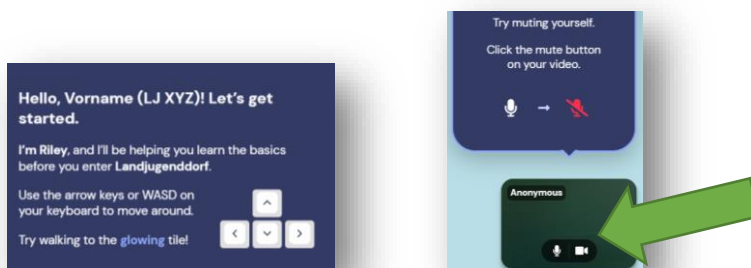 Hello, Vorname (LJ XYZ)! Let's get
started.
I'm Riley, and I'll be helping you learn the basics
before you enter Landjugenddorf.
Use the arrow keys or WASD on
your keyboard to move around.
Try walking to the glowing tile!
Try muting yourself.
Click the mute button
on your video.
Anonymous